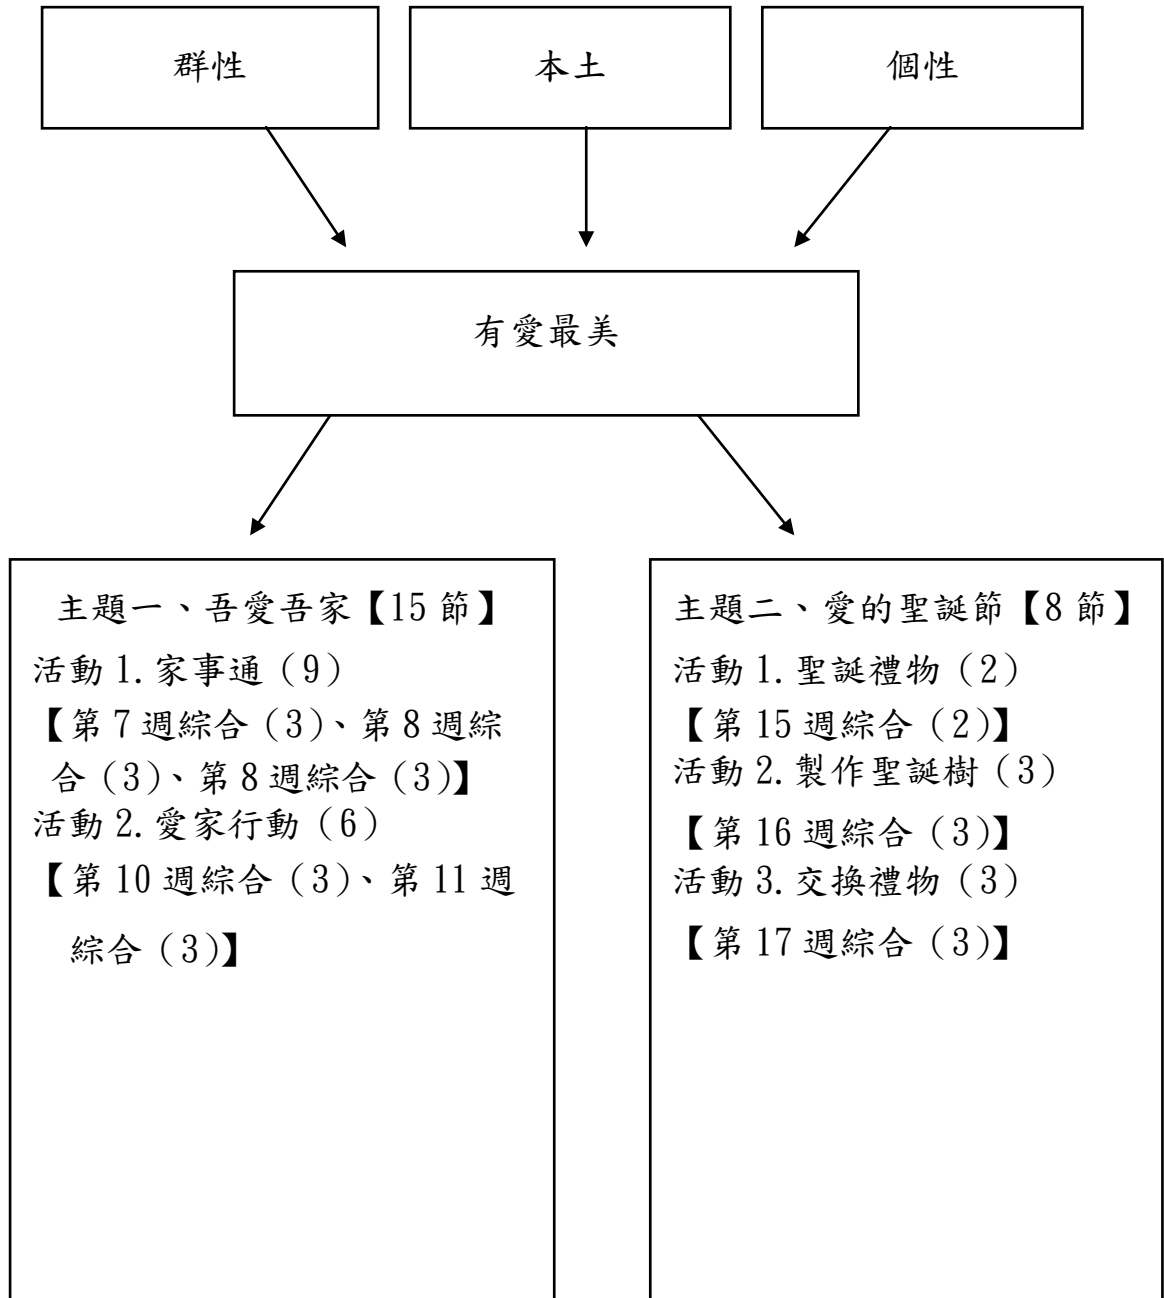 群性
本土
個性
有愛最美
主題一、吾愛吾家【15 節】
活動 1.家事通（9）
【第 7 週綜合（3）、第 8 週綜
合（3）、第 8 週綜合（3）】
活動 2.愛家行動（6）
【第 10 週綜合（3）、第 11 週
綜合（3）】
主題二、愛的聖誕節【8 節】
活動 1.聖誕禮物（2）
【第 15 週綜合（2）】
活動 2.製作聖誕樹（3）
【第 16 週綜合（3）】
活動 3.交換禮物（3）
【第 17 週綜合（3）】